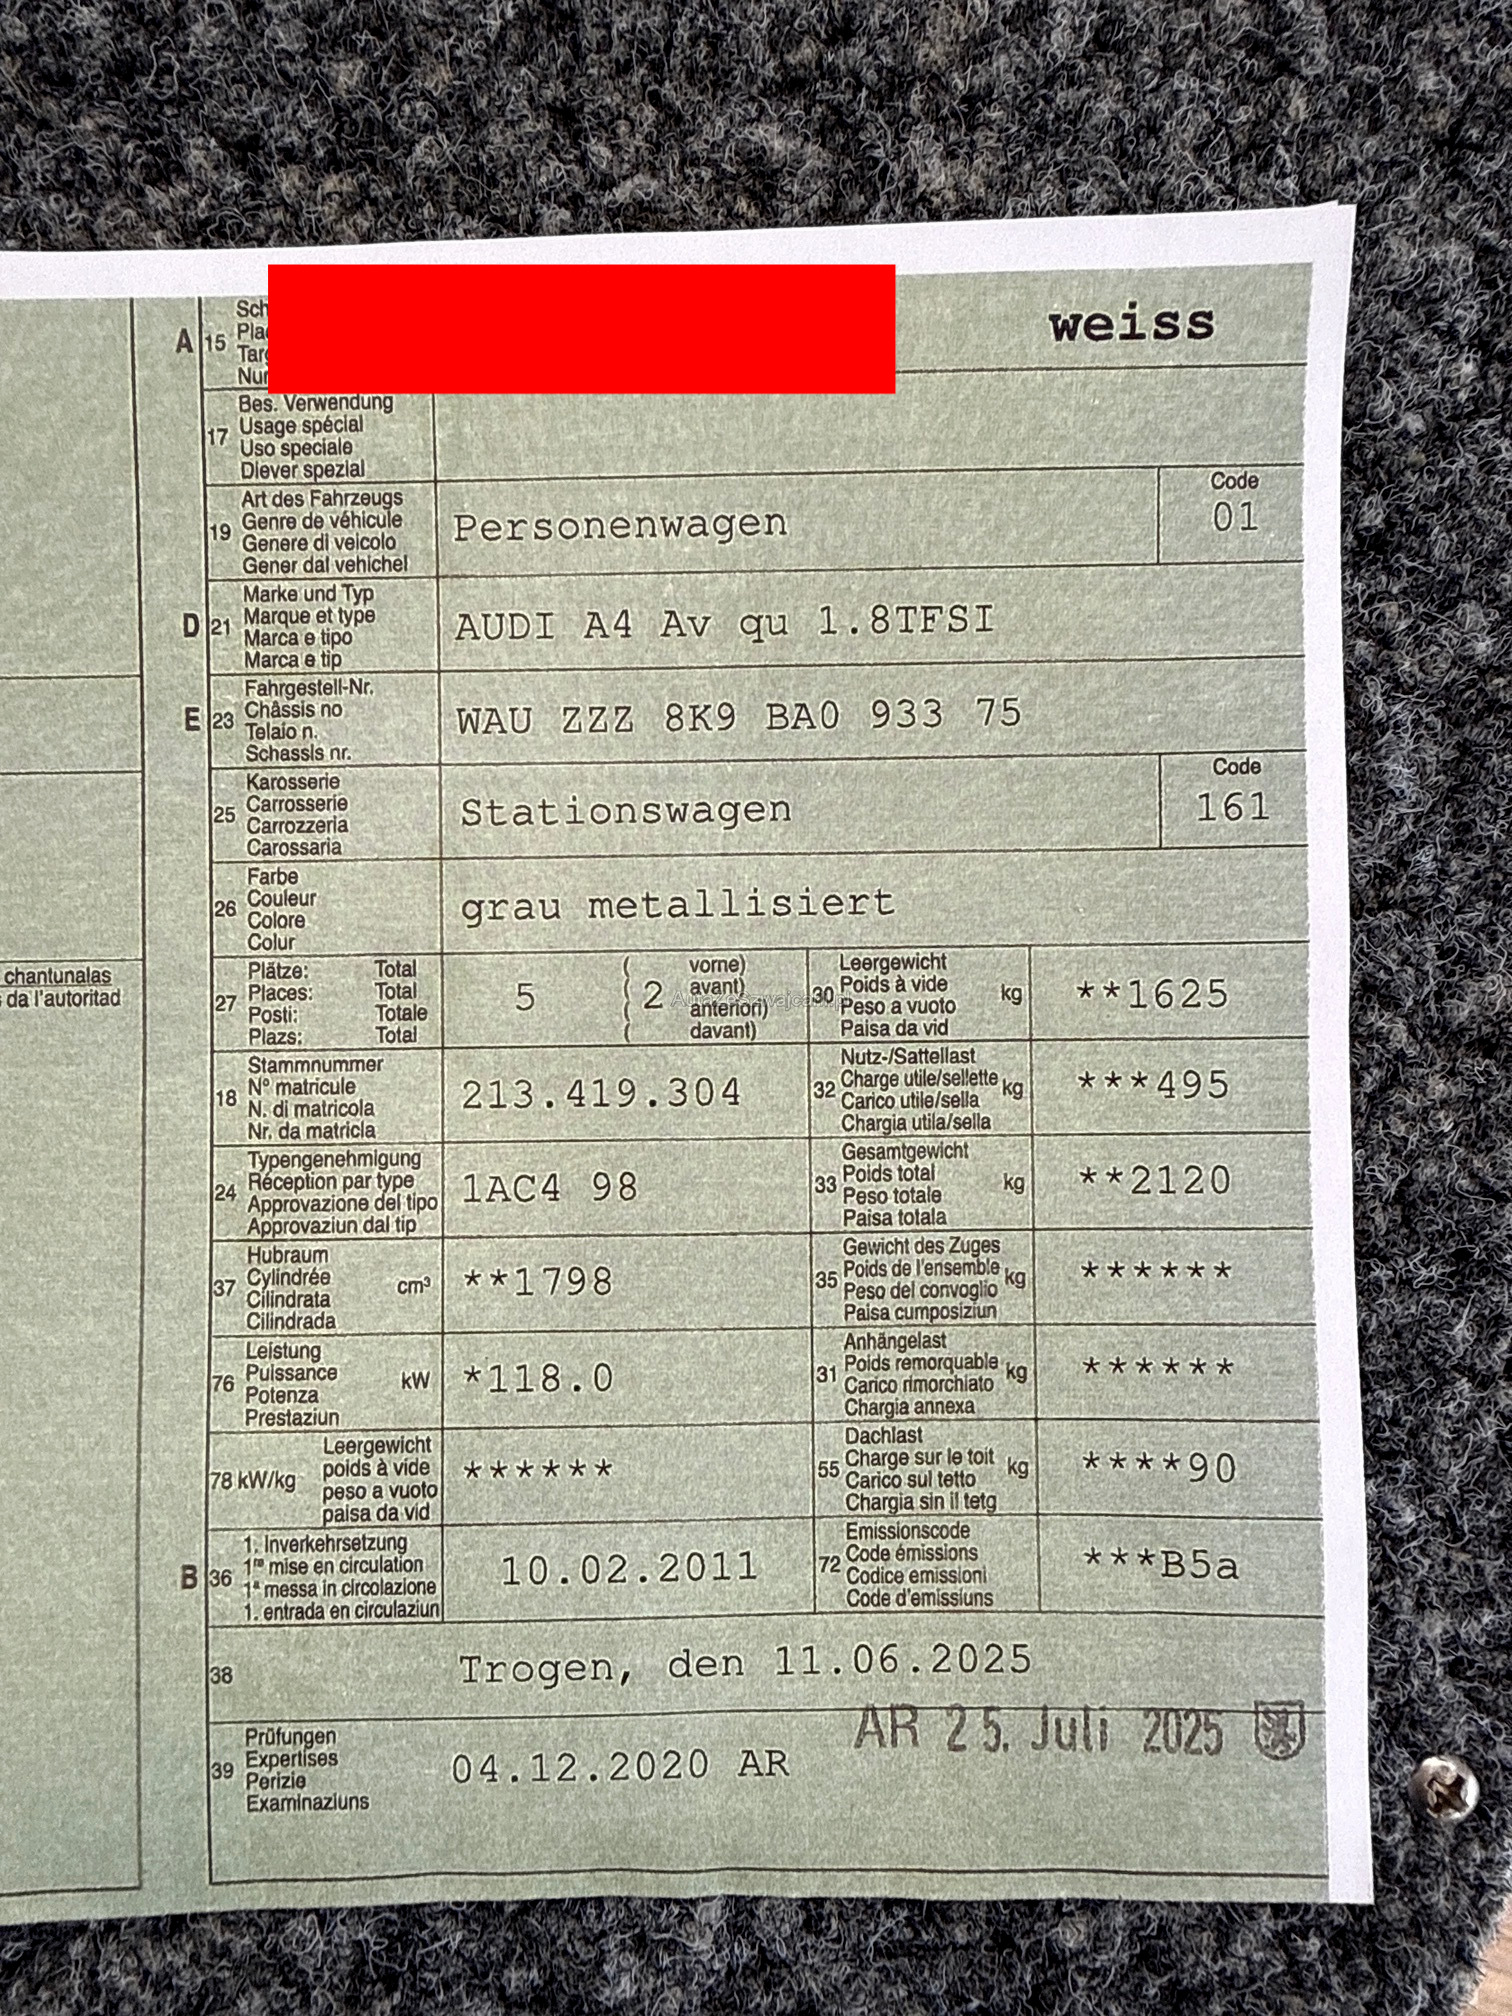 A
15
weiss
17
Bes. Verwendung
Usage spécial
Uso speciale
Diever spezial
19
Art des Fahrzeugs
Genre de véhicule
Genere di veicolo
Gener dal vehichel
Personenwagen
Code
01
D
21
Marke und Typ
Marque et type
Marca e tipo
Marca e tip
AUDI A4 Av qu 1.8TFSI
E
23
Fahrgestell-Nr.
Châssis no
Telaio n.
Schassis nr.
WAU ZZZ 8K9 BA0 933 75
25
Karosserie
Carrosserie
Carrozzeria
Carossaria
Stationswagen
Code
161
26
Farbe
Couleur
Colore
Colur
grau metallisiert
chantunalas
da l'autoritad
27
Plätze: Total
Places: Total
Posti: Totale
Plazs: Total
5
( vorne)
( 2 avant)
( anteriori)
( davant)
30
Leergewicht
Poids à vide kg
Peso a vuoto
Paisa da vid
**1625
18
Stammnummer
N° matricule
N. di matricola
Nr. da matricla
213.419.304
32
Nutz-/Sattellast
Charge utile/sellette kg
Carico utile/sella
Chargia utila/sella
***495
24
Typengenehmigung
Réception par type
Approvazione del tipo
Approvaziun dal tip
1AC4 98
33
Gesamtgewicht
Poids total kg
Peso totale
Paisa totala
**2120
37
Hubraum
Cylindrée cm³
Cilindrata
Cilindrada
**1798
35
Gewicht des Zuges
Poids de l'ensemble kg
Peso del convoglio
Paisa cumposiziun
******
76
Leistung
Puissance kW
Potenza
Prestaziun
*118.0
31
Anhängelast
Poids remorquable kg
Carico rimorchiato
Chargia annexa
******
78 kW/kg
Leergewicht
poids à vide
peso a vuoto
paisa da vid
******
55
Dachlast
Charge sur le toit kg
Carico sul tetto
Chargia sin il tetg
****90
B
36
1. Inverkehrsetzung
1re mise en circulation
1a messa in circolazione
1. entrada en circulaziun
10.02.2011
72
Emissionscode
Code émissions
Codice emissioni
Code d'emissiuns
***B5a
38
Trogen, den 11.06.2025
AR 25. Juli 2025
39
Prüfungen
Expertises
Perizie
Examinaziuns
04.12.2020 AR